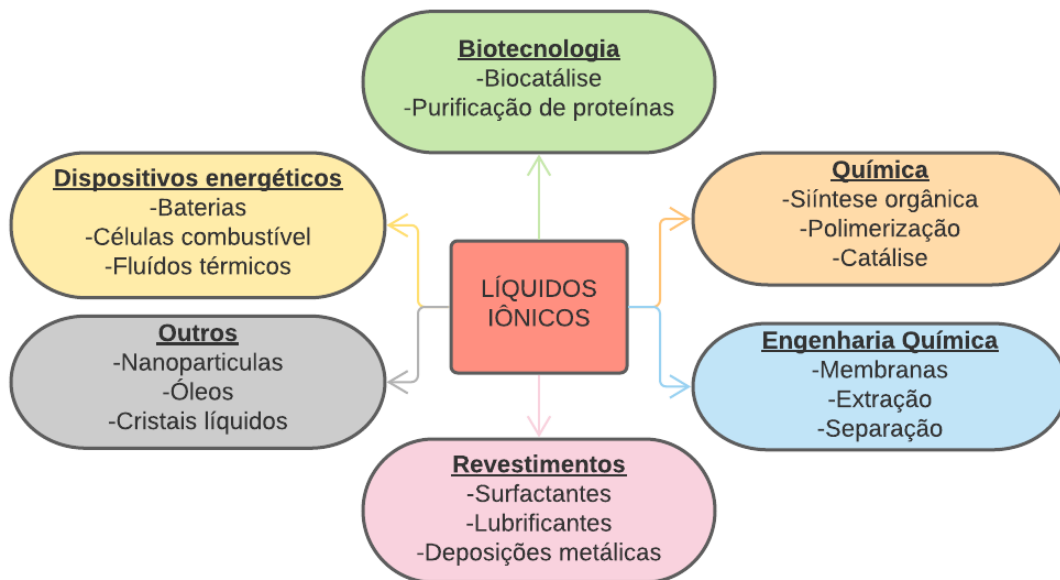 Biotecnologia
-Biocatálise
-Purificação de proteínas
Dispositivos energéticos
-Baterias
-Células combustível
-Fluídos térmicos
Química
-Siíntese orgânica
-Polimerização
-Catálise
LÍQUIDOS
IÔNICOS
Outros
-Nanoparticulas
-Óleos
-Cristais líquidos
Engenharia Química
-Membranas
-Extração
-Separação
Revestimentos
-Surfactantes
-Lubrificantes
-Deposições metálicas